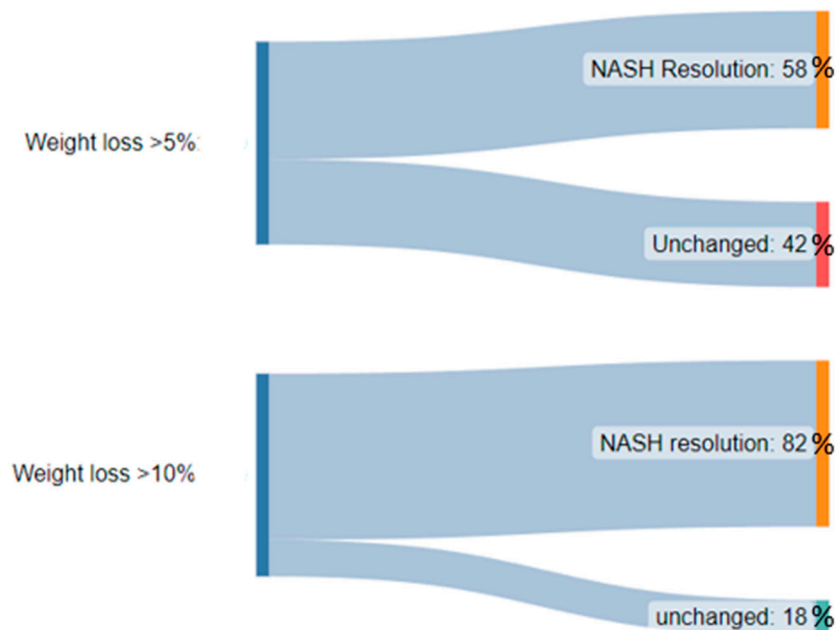 NASH Resolution: 58 %
Weight loss >5%:
Unchanged: 42 %
NASH resolution: 82 %
Weight loss >10%
unchanged: 18 %